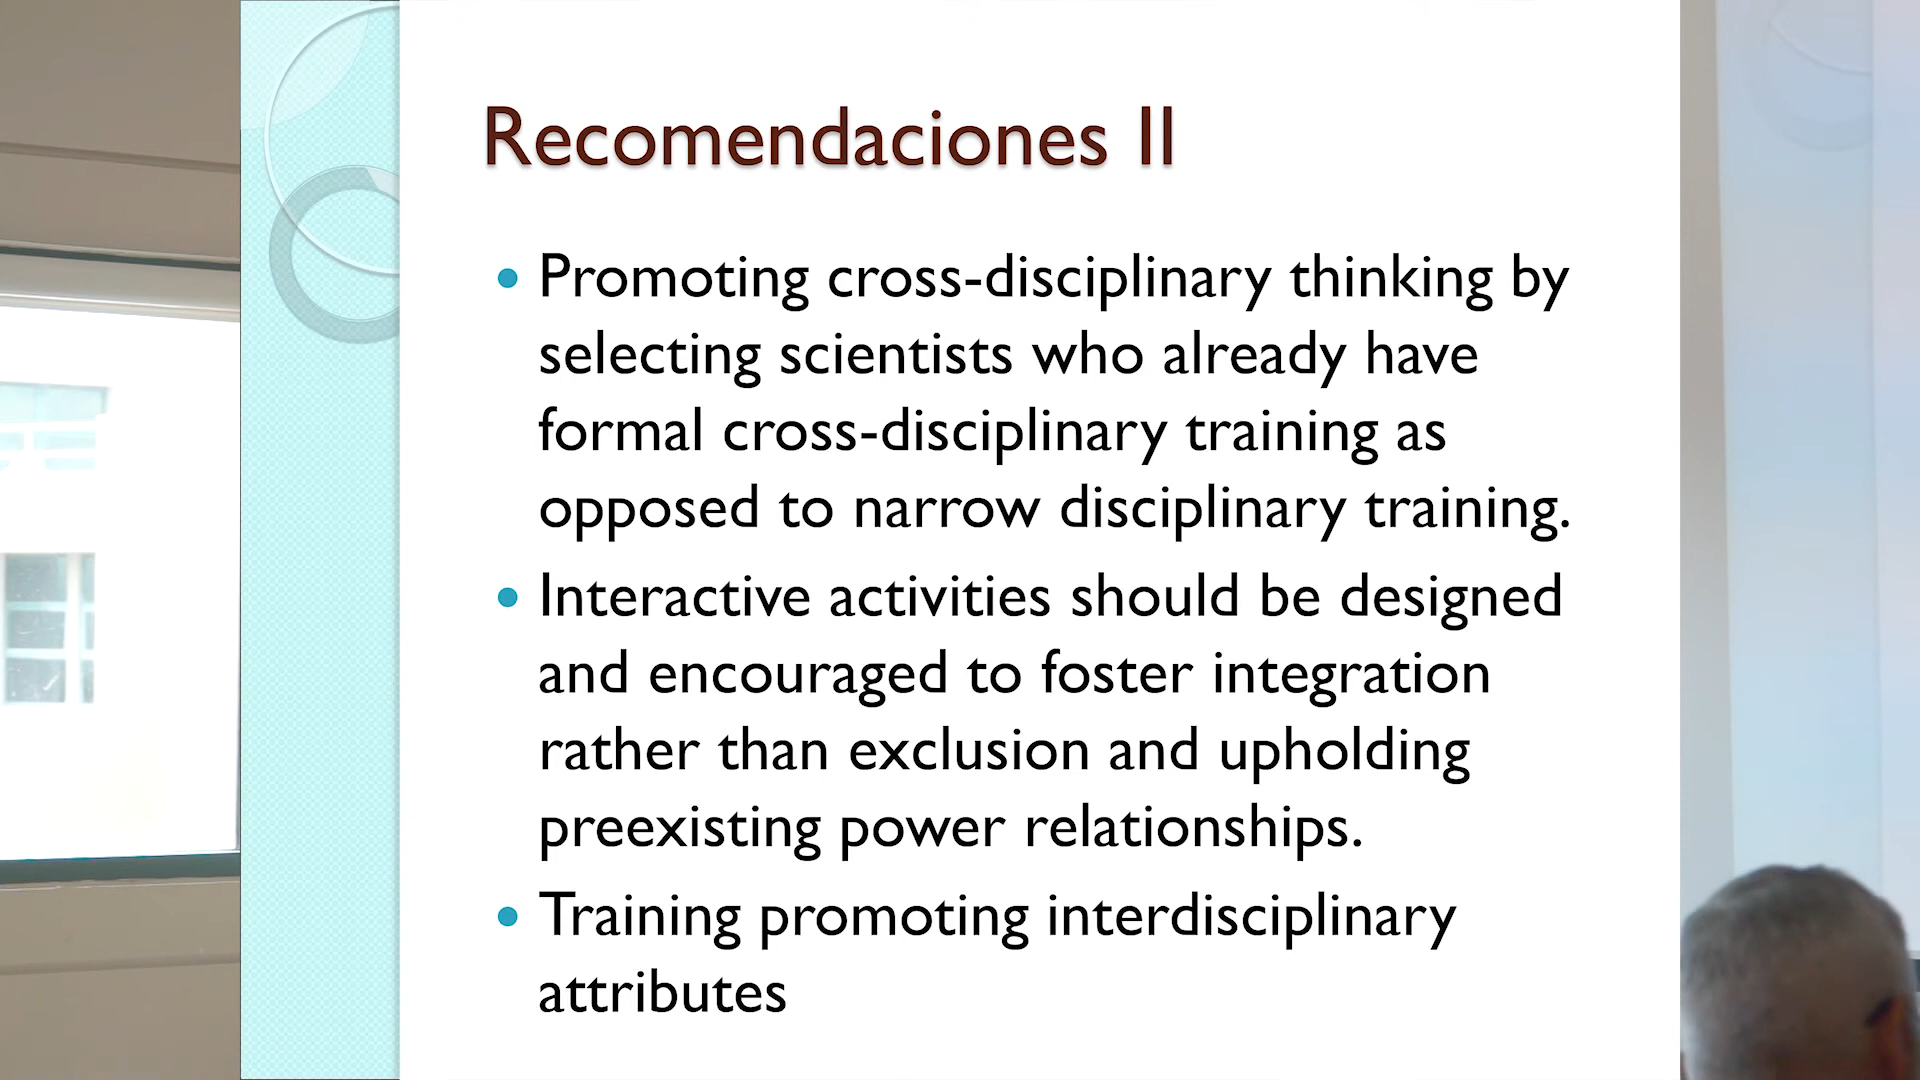 Recomendaciones II
Promoting cross-disciplinary thinking by
selecting scientists who already have
formal cross-disciplinary training as
opposed to narrow disciplinary training.
Interactive activities should be designed
and encouraged to foster integration
rather than exclusion and upholding
preexisting power relationships.
Training promoting interdisciplinary
attributes